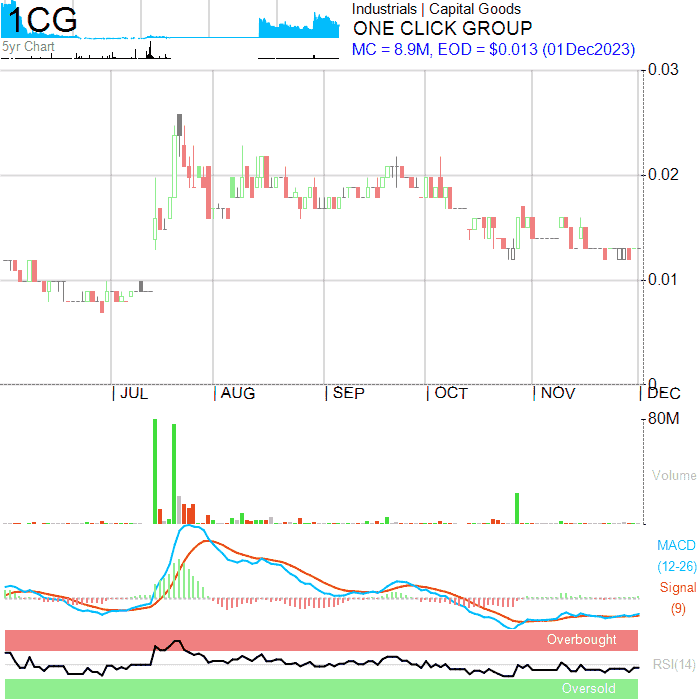 1CG
5yr Chart
Industrials | Capital Goods
ONE CLICK GROUP
MC = 8.9M, EOD = $0.013 (01Dec2023)
0.03
0.02
0.01
0
JUL AUG SEP OCT NOV DEC
80M
Volume
MACD
(12-26)
Signal
(9)
Overbought
RSI(14)
Oversold